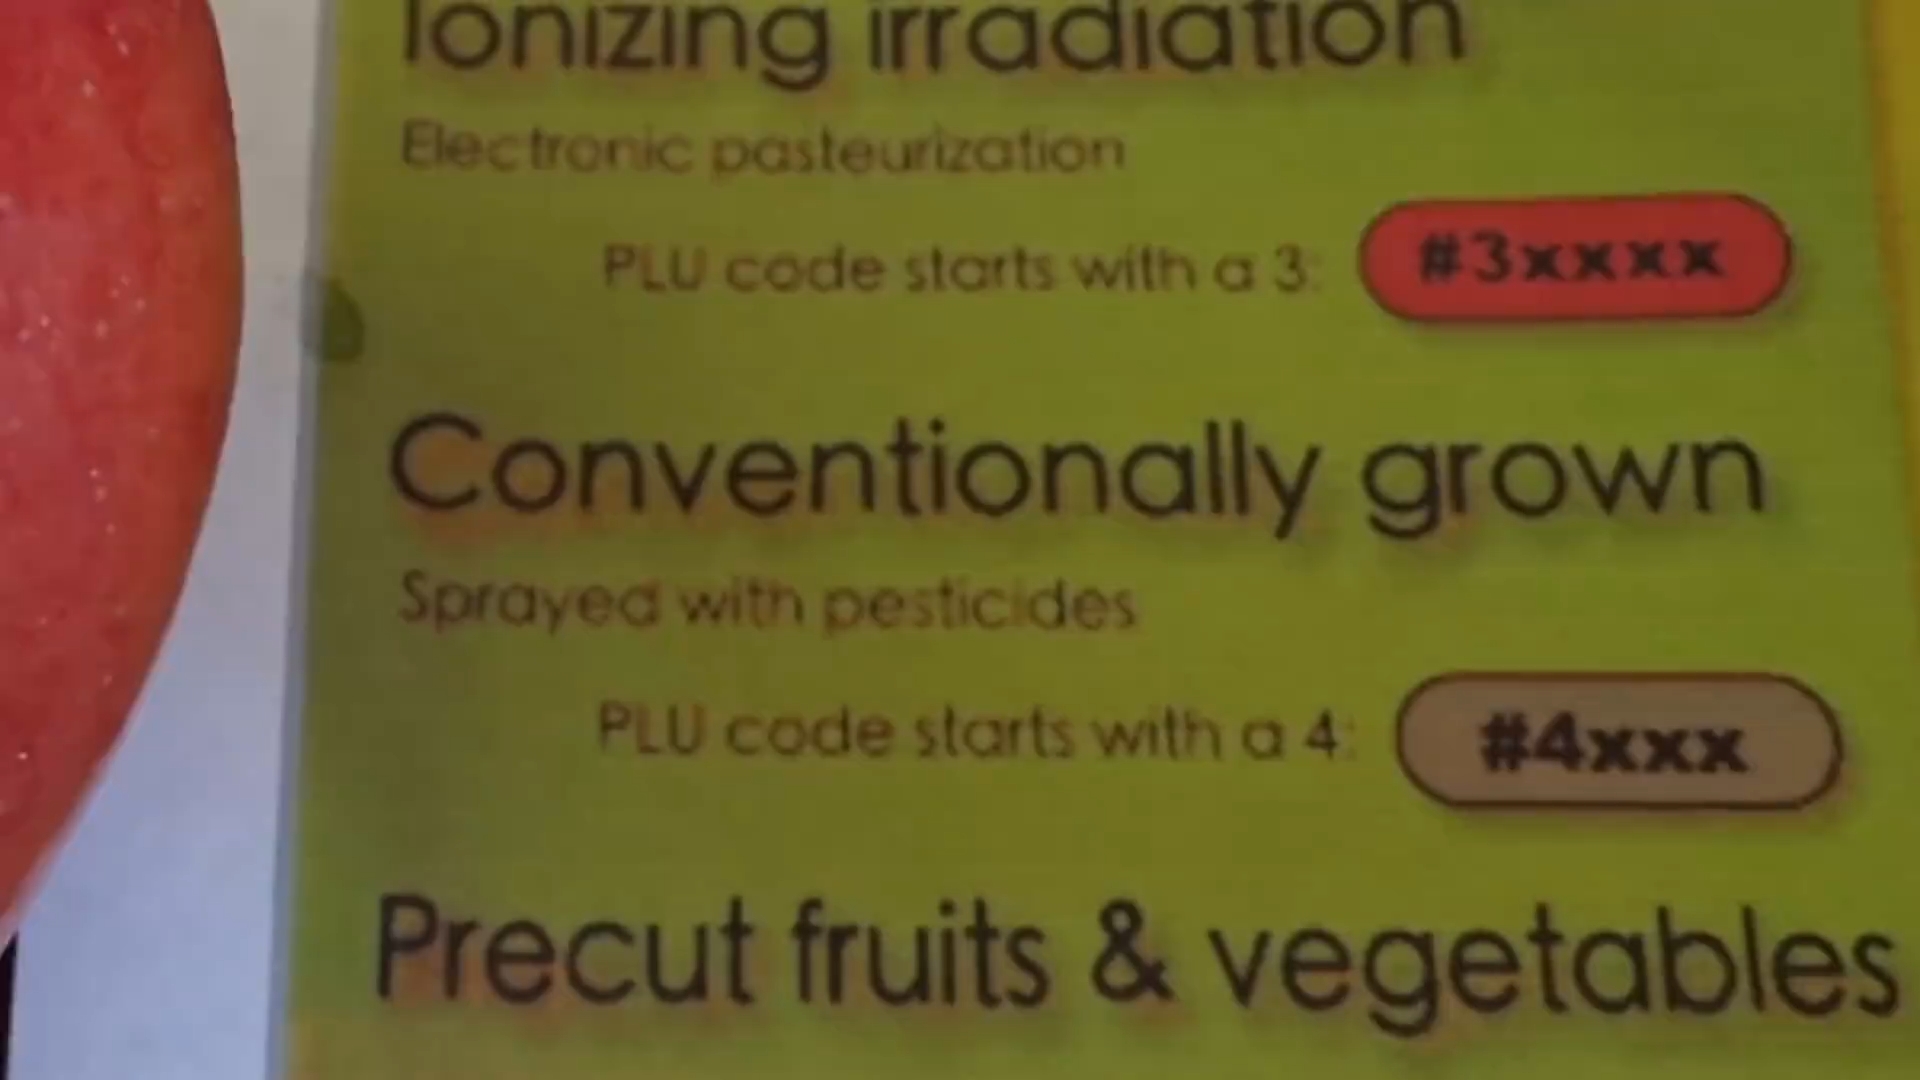 Ionizing irradiation
Electronic pasteurization
PLU code starts with a 3: #3xxxx
Conventionally grown
Sprayed with pesticides
PLU code starts with a 4: #4xxx
Precut fruits & vegetables